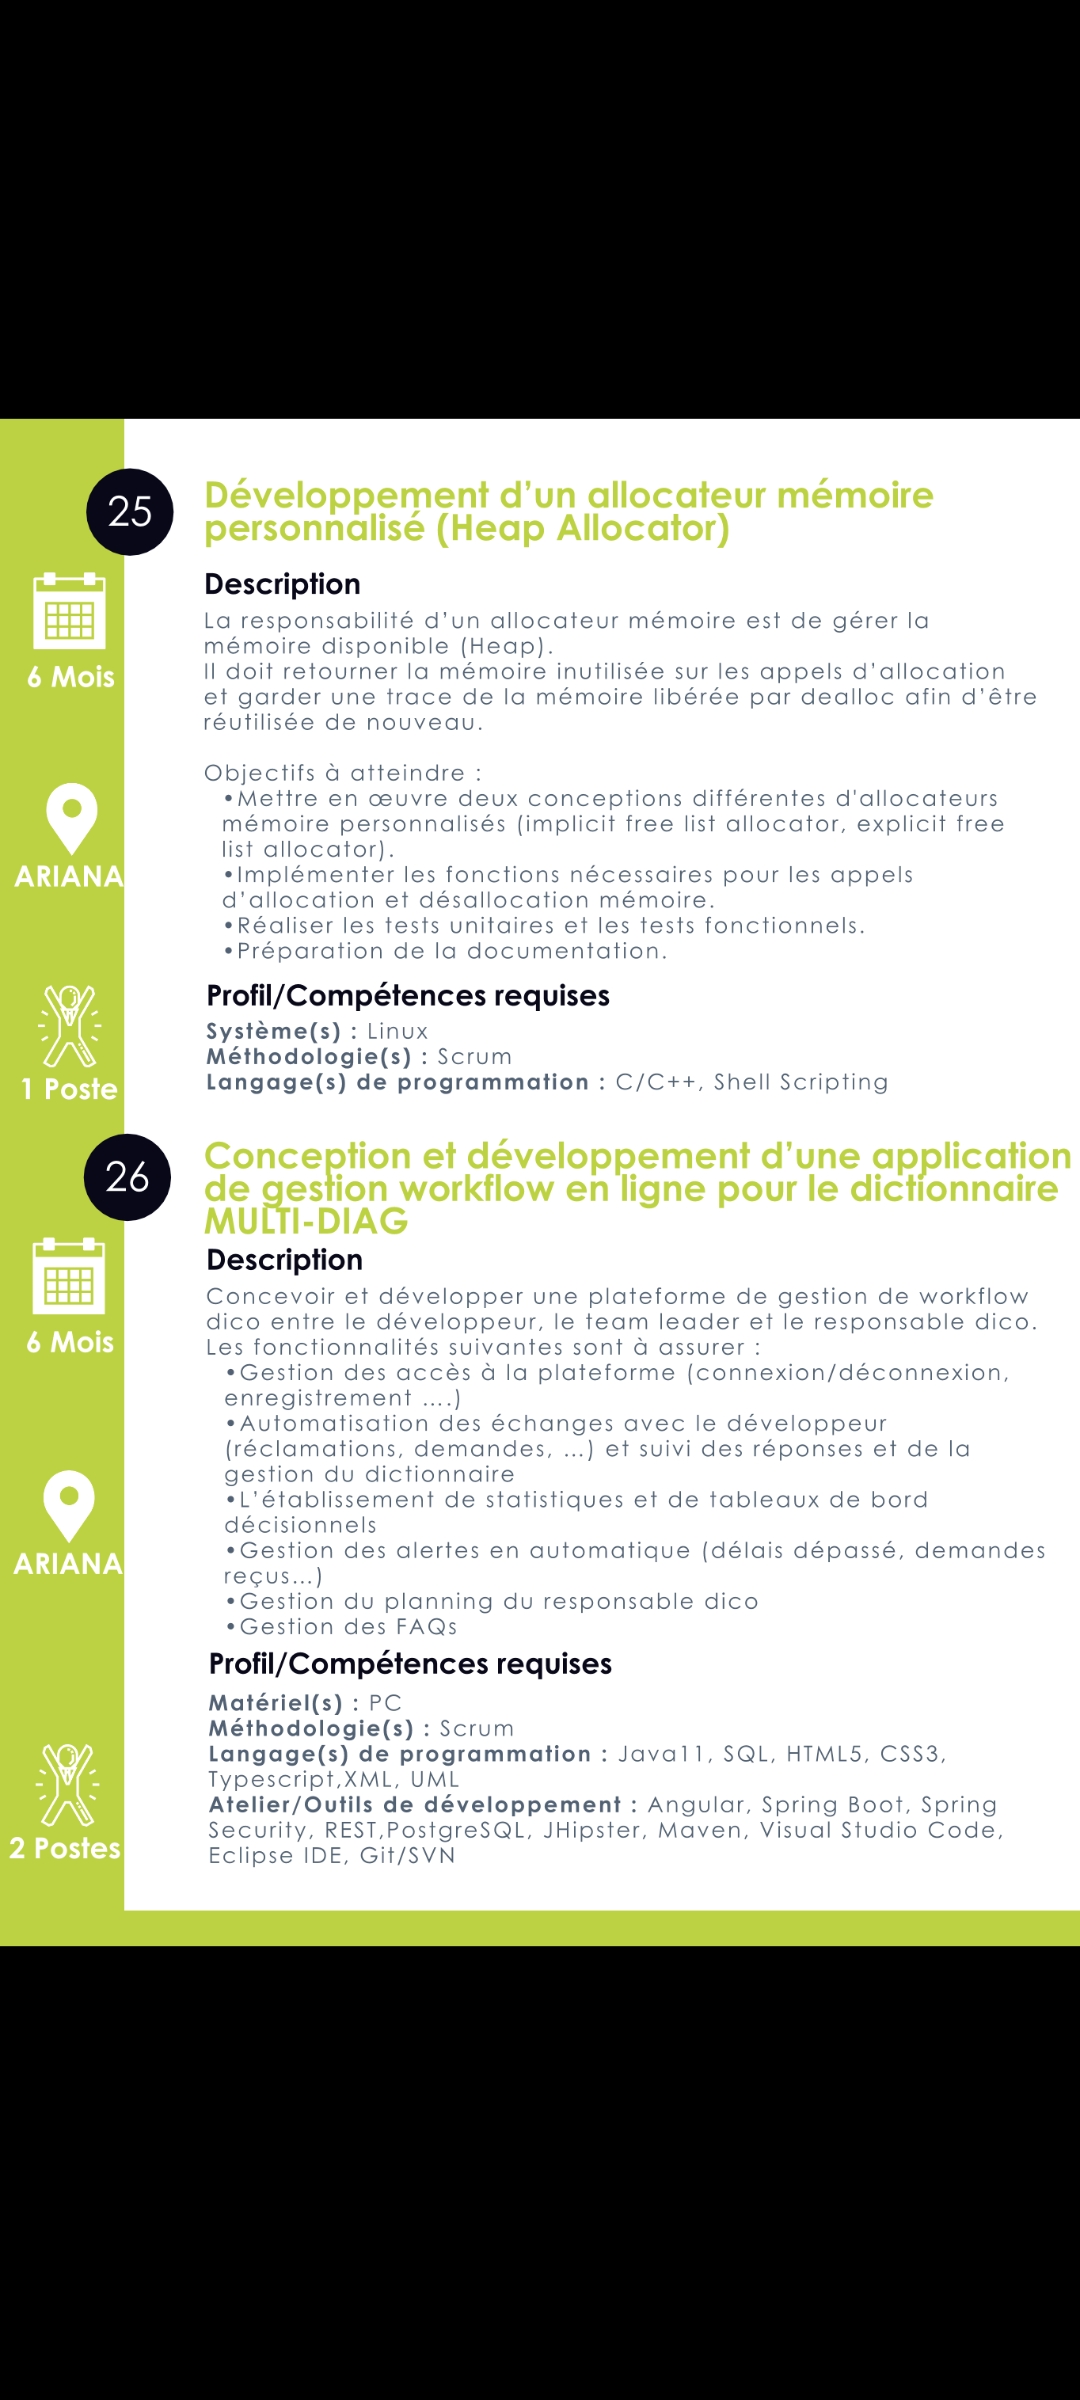 25
Développement d’un allocateur mémoire
personnalisé (Heap Allocator)
Description
La responsabilité d’un allocateur mémoire est de gérer la
mémoire disponible (Heap).
Il doit retourner la mémoire inutilisée sur les appels d’allocation
et garder une trace de la mémoire libérée par dealloc afin d’être
réutilisée de nouveau.
6 Mois
Objectifs à atteindre :
•Mettre en œuvre deux conceptions différentes d'allocateurs
mémoire personnalisés (implicit free list allocator, explicit free
list allocator).
•Implémenter les fonctions nécessaires pour les appels
d’allocation et désallocation mémoire.
•Réaliser les tests unitaires et les tests fonctionnels.
•Préparation de la documentation.
ARIANA
Profil/Compétences requises
Système(s) : Linux
Méthodologie(s) : Scrum
Langage(s) de programmation : C/C++, Shell Scripting
1 Poste
26
Conception et développement d’une application
de gestion workflow en ligne pour le dictionnaire
MULTI-DIAG
Description
Concevoir et développer une plateforme de gestion de workflow
dico entre le développeur, le team leader et le responsable dico.
Les fonctionnalités suivantes sont à assurer :
6 Mois
•Gestion des accès à la plateforme (connexion/déconnexion,
enregistrement ....)
•Automatisation des échanges avec le développeur
(réclamations, demandes, ...) et suivi des réponses et de la
gestion du dictionnaire
•L’établissement de statistiques et de tableaux de bord
décisionnels
•Gestion des alertes en automatique (délais dépassé, demandes
reçus...)
•Gestion du planning du responsable dico
•Gestion des FAQs
ARIANA
Profil/Compétences requises
Matériel(s) : PC
Méthodologie(s) : Scrum
Langage(s) de programmation : Java11, SQL, HTML5, CSS3,
Typescript,XML, UML
Atelier/Outils de développement : Angular, Spring Boot, Spring
Security, REST,PostgreSQL, JHipster, Maven, Visual Studio Code,
Eclipse IDE, Git/SVN
2 Postes